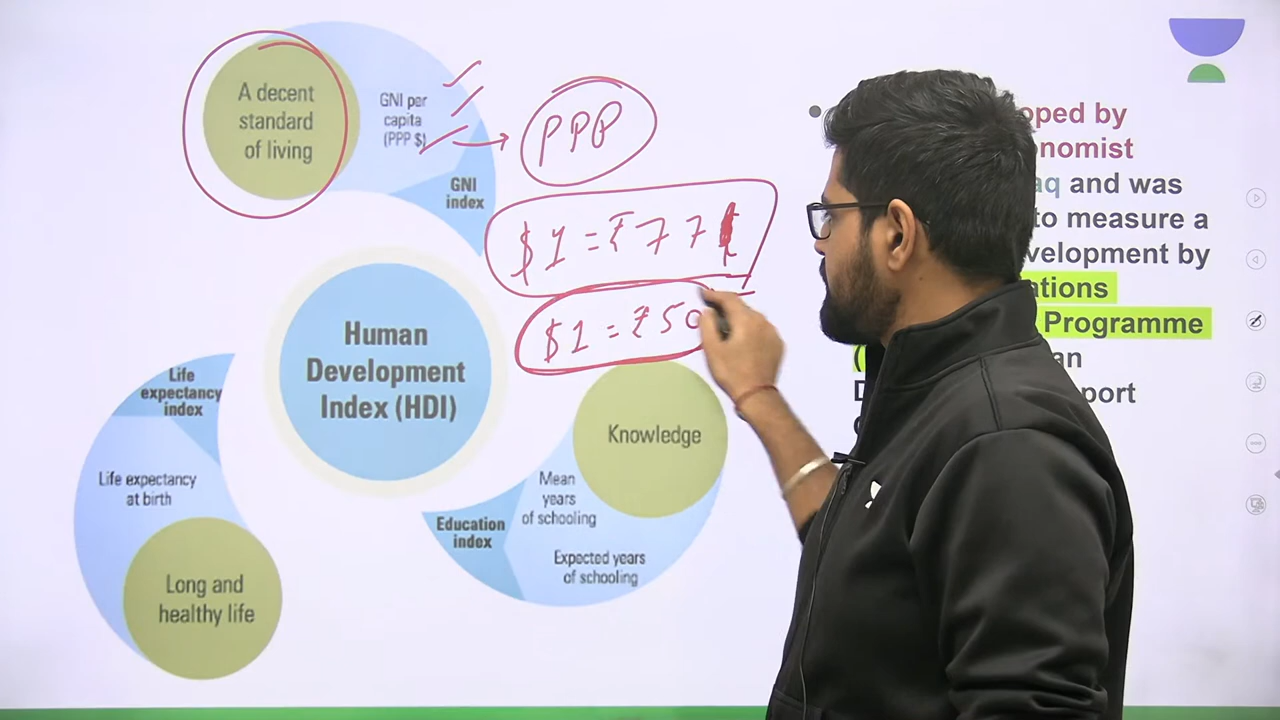 A decent
standard
of living
GNI per
capita
(PPP $)
GNI
index
PPP
$1 = ₹77
$1 = ₹50
Human
Development
Index (HDI)
Life
expectancy
index
Life expectancy
at birth
Long and
healthy life
Knowledge
Mean
years
of schooling
Expected years
of schooling
Education
index
oped by
onomist
aq and was
to measure a
velopment by
ations
Programme
(
an
port